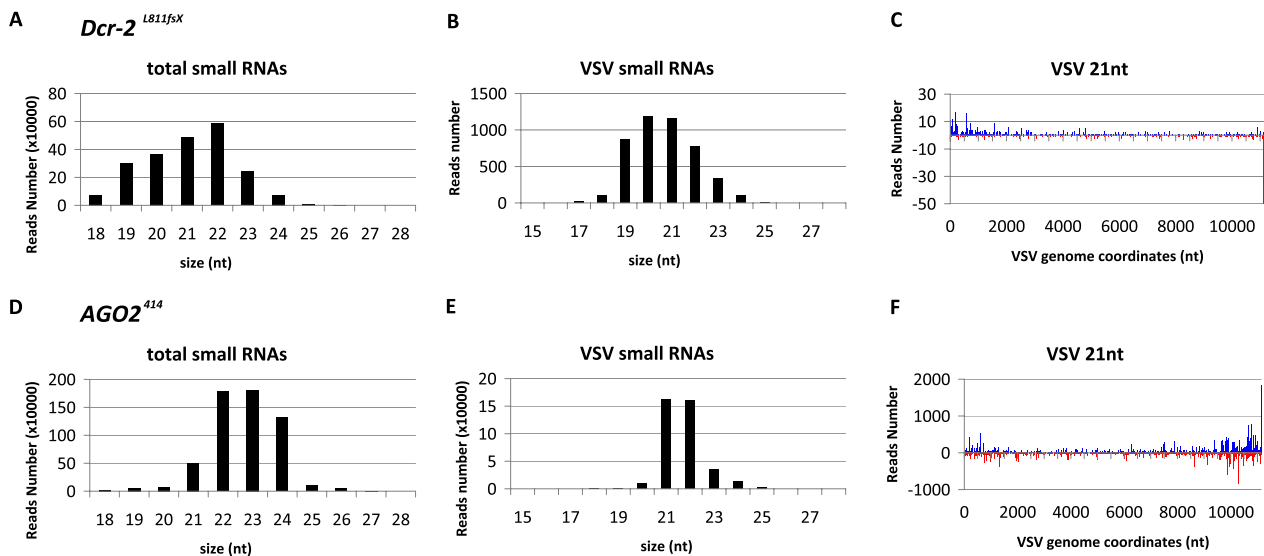 A
Dcr-2 L811fsX
total small RNAs
Reads Number (x10000)
80
60
40
20
0
18 19 20 21 22 23 24 25 26 27 28
size (nt)
B
VSV small RNAs
Reads number
1500
1000
500
0
15 17 19 21 23 25 27
size (nt)
C
VSV 21nt
Reads Number
30
10
-10
-30
-50
0 2000 4000 6000 8000 10000
VSV genome coordinates (nt)
D
AGO2 414
total small RNAs
Reads Number (x10000)
200
150
100
50
0
18 19 20 21 22 23 24 25 26 27 28
size (nt)
E
VSV small RNAs
Reads number (x10000)
20
15
10
5
0
15 17 19 21 23 25 27
size (nt)
F
VSV 21nt
Reads Number
2000
1000
0
-1000
0 2000 4000 6000 8000 10000
VSV genome coordinates (nt)